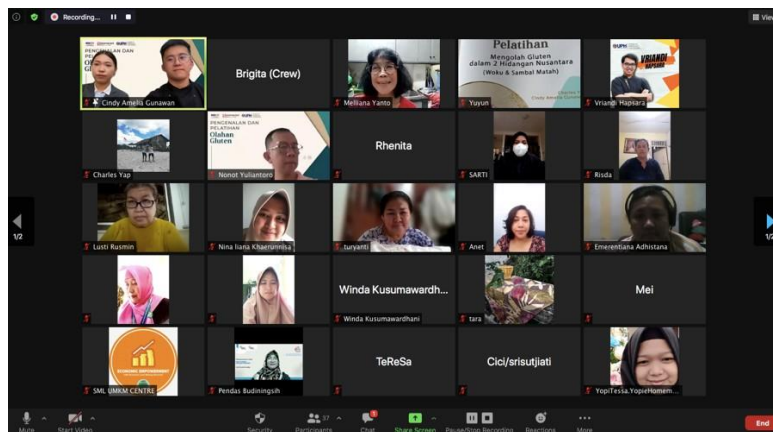 Recording...
View
PENGENALAN DAN
Cindy Amelia Gunawan
Brigita (Crew)
Melliana Yanto
Pelatihan
Mengolah Gluten
dalam 2 Hidangan Nusantara
(Woku & Sambal Matah)
Yuyun
UPH
VRIANDI
HAPSARA
Vriandi Hapsara
Charles Yap
PENGENALAN DAN
PELATIHAN
Olahan
Gluten
Nonot Yuliantoro
Rhenita
SARTI
Risda
1/2
Lusti Rusmin
Nina liana Khaerunnisa
turyanti
Anet
Emerentiana Adhistana
1/2
Winda Kusumawardh...
Winda Kusumawardhani
tara
Mei
ECONOMIC EMPOWERMENT
SML UMKM CENTRE
Pendas Budiningsih
TeReSa
Cici/srisutjiati
YopiTessa.YopieHomem...
Mute
Start Video
Security
Participants
37
Chat
1
Share Screen
Pause/Stop Recording
Reactions
More
End